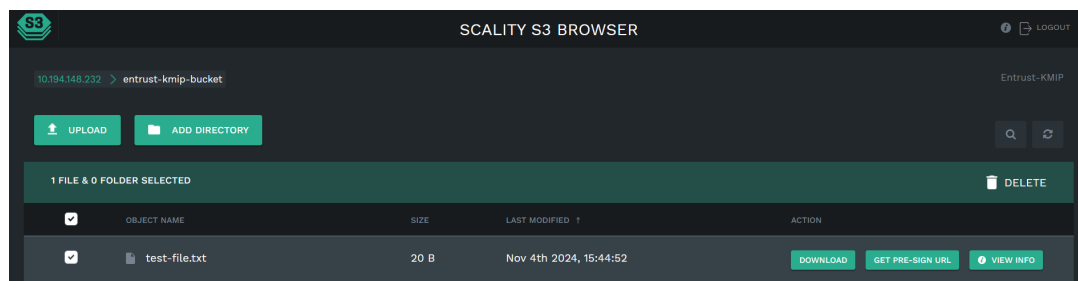 S3 SCALITY S3 BROWSER LOGOUT
10.194.148.232 > entrust-kmip-bucket Entrust-KMIP
UPLOAD ADD DIRECTORY
1 FILE & 0 FOLDER SELECTED DELETE
OBJECT NAME SIZE LAST MODIFIED ↑ ACTION
test-file.txt 20 B Nov 4th 2024, 15:44:52 DOWNLOAD GET PRE-SIGN URL VIEW INFO